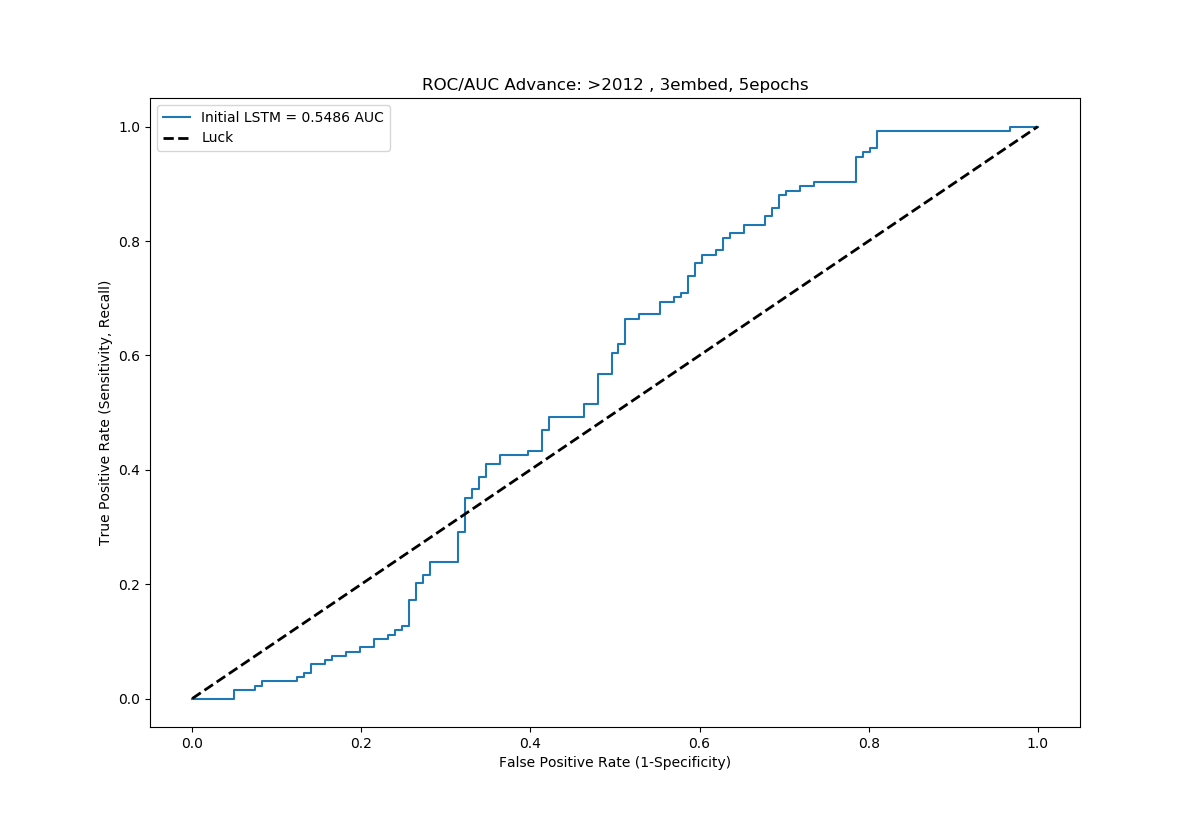 ROC/AUC Advance: >2012 , 3embed, 5epochs
Initial LSTM = 0.5486 AUC
Luck
1.0
0.8
0.6
0.4
0.2
0.0
True Positive Rate (Sensitivity, Recall)
0.0 0.2 0.4 0.6 0.8 1.0
False Positive Rate (1-Specificity)